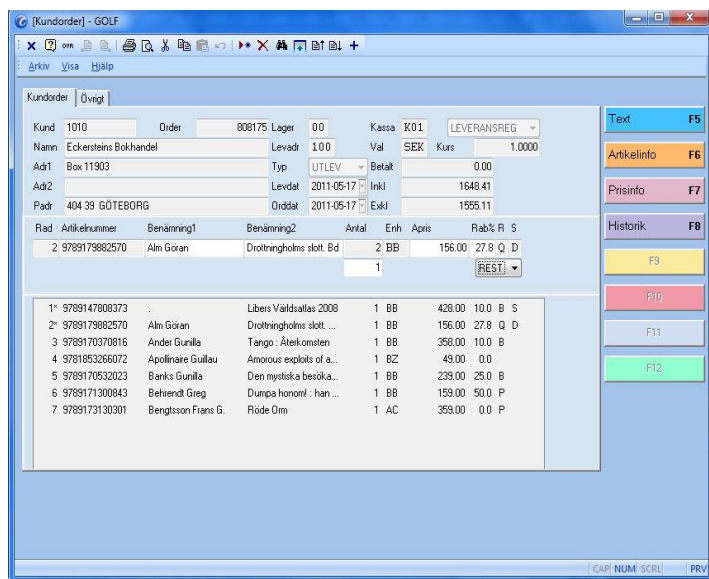 [Kundorder] - GOLF
OVR
Arkiv Visa Hjälp
Kundorder Övrigt
Kund 1010 Order 808175 Lager 00 Kassa K01 LEVERANSREG
Namn Eckersteins Bokhandel Levadr 100 Val SEK Kurs 1.0000
Adr1 Box 11903 Typ UTLEV Betalt 0.00
Adr2 Levdat 2011-05-17 Inkl 1648.41
Padr 404 39 GÖTEBORG Orddat 2011-05-17 Exkl 1555.11
Rad Artikelnummer Benämning1 Benämning2 Antal Enh Apris Rab% R S
2 9789179882570 Alm Göran Drottningholms slott. Bd 2 BB 156.00 27.8 Q D
1 REST
1* 9789147808373 . Libers Världsatlas 2008 1 BB 428.00 10.0 B S
2* 9789179882570 Alm Göran Drottningholms slott. ... 1 BB 156.00 27.8 Q D
3 9789170370816 Ander Gunilla Tango : Återkomsten 1 BB 358.00 10.0 B
4 9781853266072 Apollinaire Guillau Amorous exploits of a... 1 BZ 49.00 0.0
5 9789170532023 Banks Gunilla Den mystiska besöka... 1 BB 239.00 25.0 B
6 9789171300843 Behrendt Greg Dumpa honom! : han ... 1 BB 159.00 50.0 P
7 9789173130301 Bengtsson Frans G. Röde Orm 1 AC 359.00 0.0 P
Text F5
Artikelinfo F6
Prisinfo F7
Historik F8
F9
F10
F11
F12
CAP NUM SCRL PRV